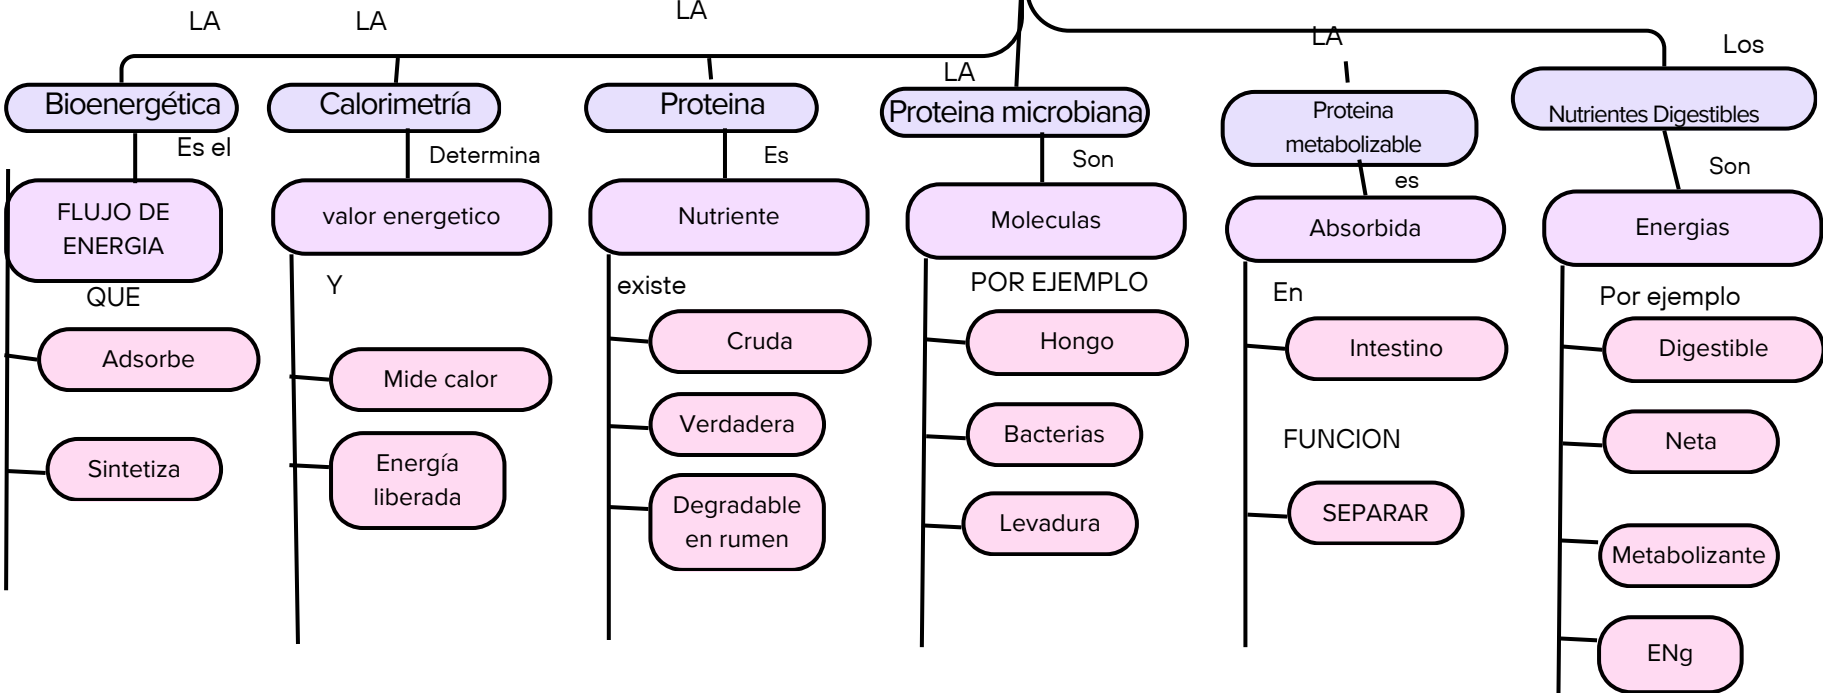 LA
LA
LA
LA
LA
Los
Bioenergética
Calorimetría
Proteina
Proteina microbiana
Proteina
metabolizable
Nutrientes Digestibles
Es el
Determina
Es
Son
es
Son
FLUJO DE
ENERGIA
valor energetico
Nutriente
Moleculas
Absorbida
Energias
QUE
Y
existe
POR EJEMPLO
En
Por ejemplo
Adsorbe
Mide calor
Cruda
Hongo
Intestino
Digestible
Sintetiza
Energía
liberada
Verdadera
Bacterias
FUNCION
Neta
Degradable
en rumen
Levadura
SEPARAR
Metabolizante
ENg